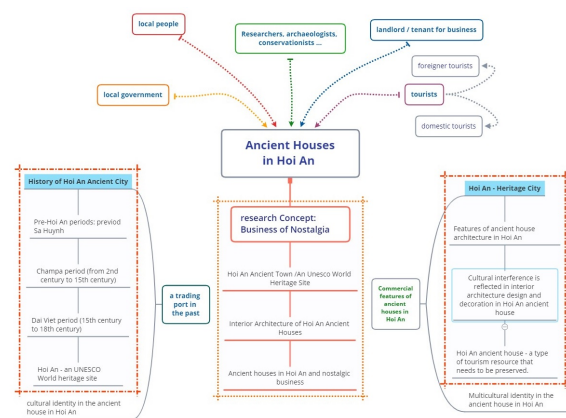 local people
Researchers, archaeologists,
conservationists ...
landlord / tenant for business
foreigner tourists
local government
tourists
domestic tourists
Ancient Houses
in Hoi An
History of Hoi An Ancient City
Pre-Hoi An periods: previod
Sa Huynh
Champa period (from 2nd
century to 15th century)
Dai Viet period (15th century
to 18th century)
Hoi An - an UNESCO
World heritage site
cultural identity in the ancient
house in Hoi An
a trading
port in
the past
research Concept:
Business of Nostalgia
Hoi An Ancient Town /An Unesco World
Heritage Site
Interior Architecture of Hoi An Ancient
Houses
Ancient houses in Hoi An and nostalgic
business
Commercial
features of
ancient
houses in
Hoi An
Hoi An - Heritage City
Features of ancient house
architecture in Hoi An
Cultural interference is
reflected in interior
architecture design and
decoration in Hoi An ancient
house
Hoi An ancient house - a type
of tourism resource that
needs to be preserved.
Multicultural identity in the
ancient house in Hoi An